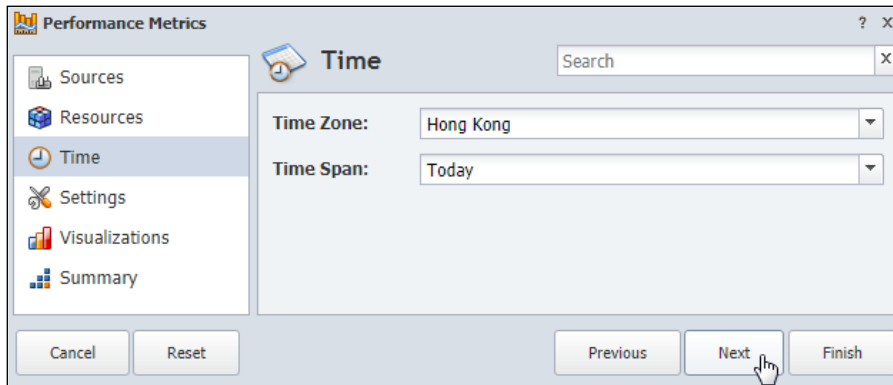 Performance Metrics ? X
Sources
Resources
Time
Settings
Visualizations
Summary
Time
Search X
Time Zone: Hong Kong
Time Span: Today
Cancel Reset Previous Next Finish